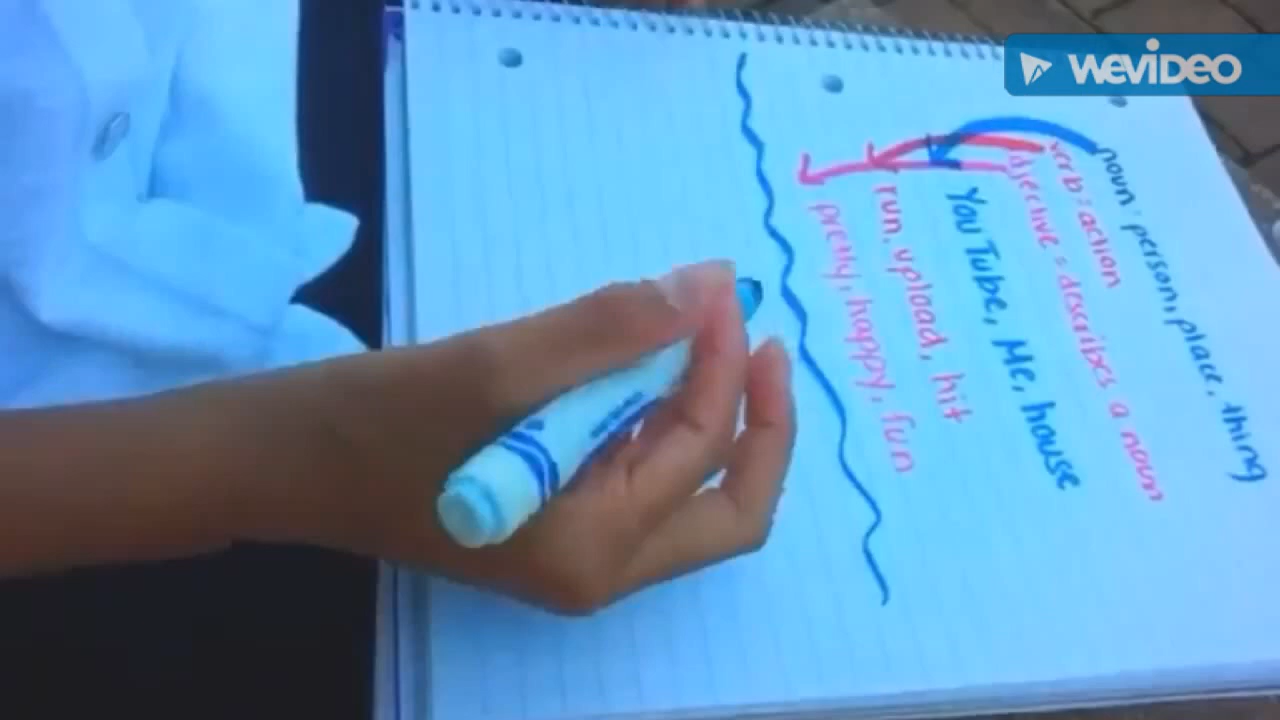 WEVIDEO
noun: person, place, thing
verb = action
adjective = describes a noun
YouTube, Me, house
run, upload, hit
pretty, happy, fun